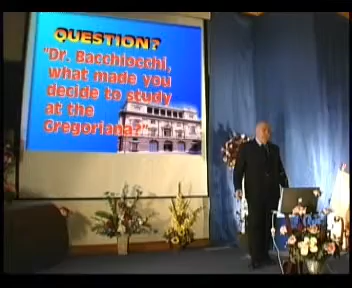 QUESTION?
"Dr. Bacchiocchi,
what made you
decide to study
at the
Gregoriana?"